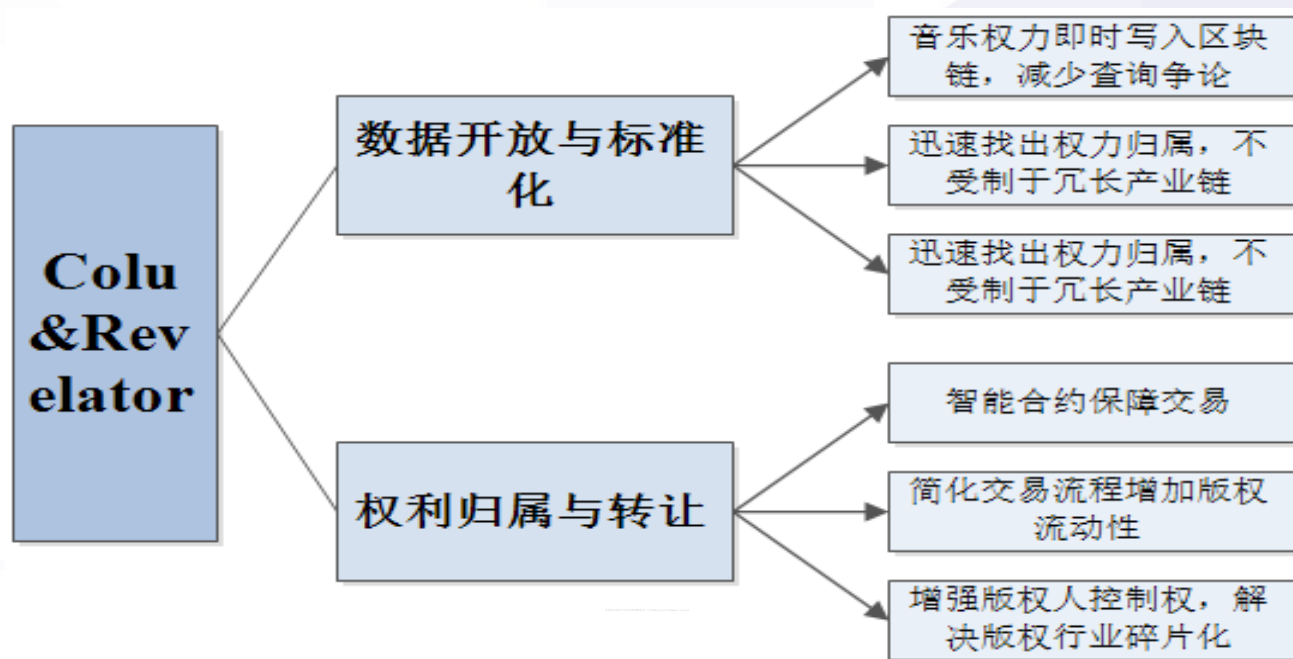 Colu
&Rev
elator
数据开放与标准
化
音乐权力即时写入区块
链，减少查询争论
迅速找出权力归属，不
受制于冗长产业链
迅速找出权力归属，不
受制于冗长产业链
权利归属与转让
智能合约保障交易
简化交易流程增加版权
流动性
增强版权人控制权，解
决版权行业碎片化